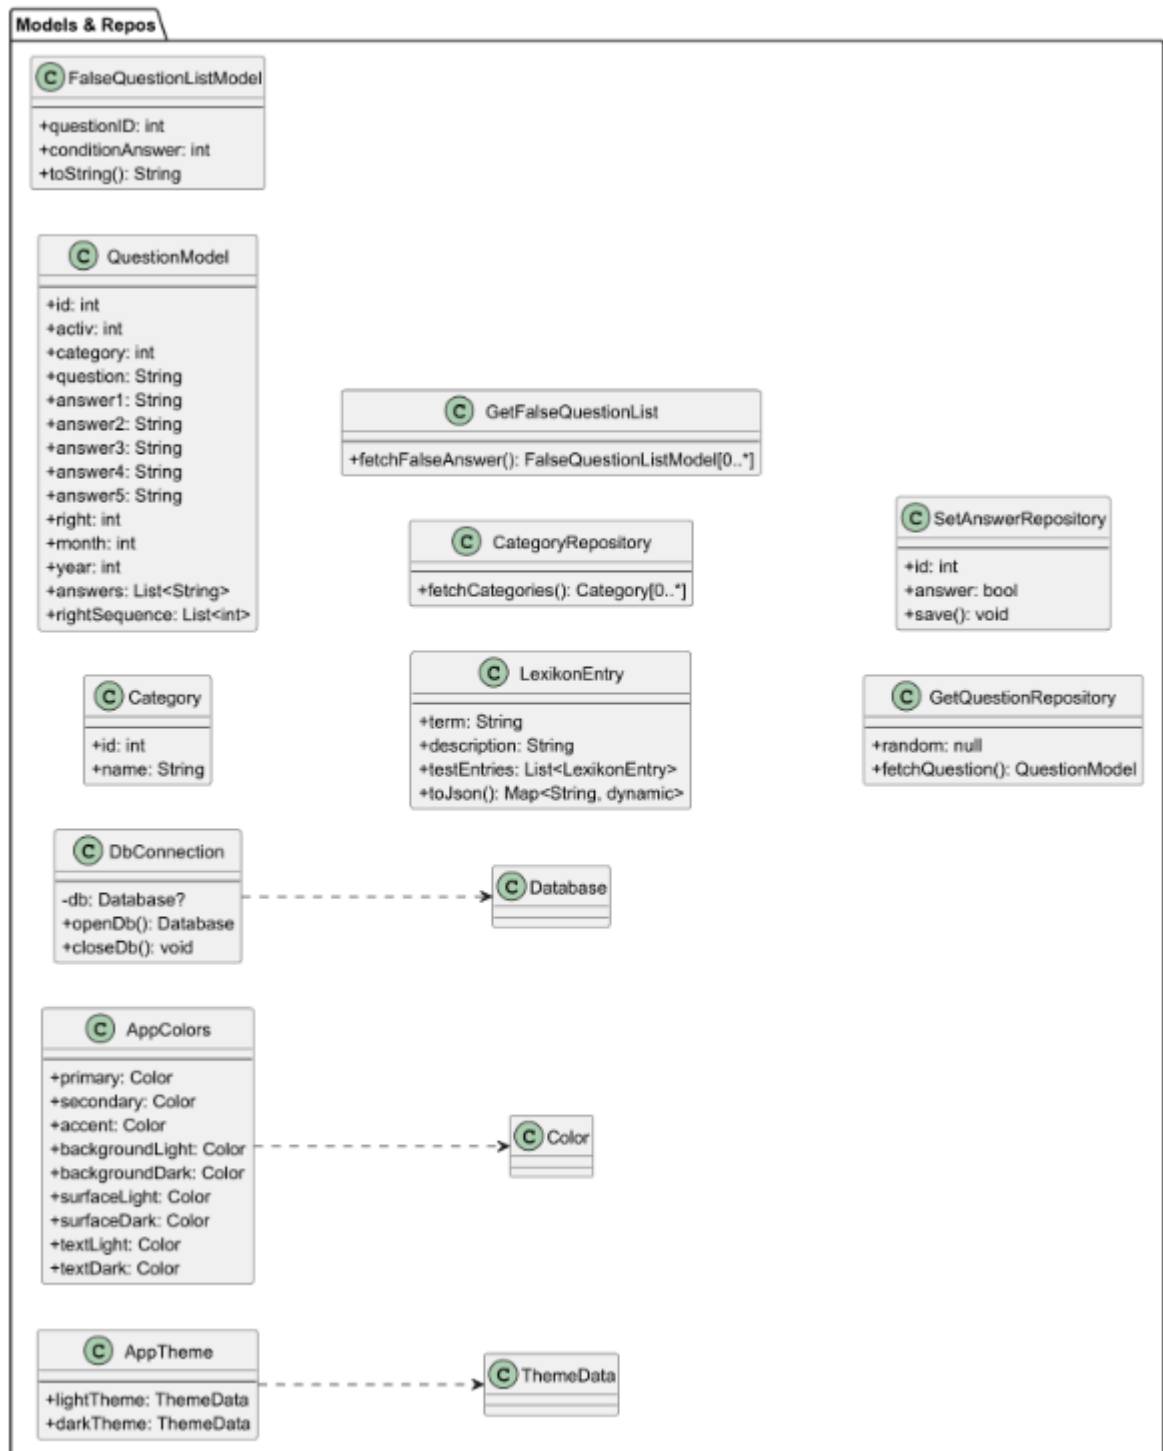 Models & Repos
C FalseQuestionListModel
+questionID: int
+conditionAnswer: int
+toString(): String
C QuestionModel
+id: int
+activ: int
+category: int
+question: String
+answer1: String
+answer2: String
+answer3: String
+answer4: String
+answer5: String
+right: int
+month: int
+year: int
+answers: List<String>
+rightSequence: List<int>
C GetFalseQuestionList
+fetchFalseAnswer(): FalseQuestionListModel[0..*]
C CategoryRepository
+fetchCategories(): Category[0..*]
C SetAnswerRepository
+id: int
+answer: bool
+save(): void
C Category
+id: int
+name: String
C LexikonEntry
+term: String
+description: String
+testEntries: List<LexikonEntry>
+toJson(): Map<String, dynamic>
C GetQuestionRepository
+random: null
+fetchQuestion(): QuestionModel
C DbConnection
-db: Database?
+openDb(): Database
+closeDb(): void
C Database
C AppColors
+primary: Color
+secondary: Color
+accent: Color
+backgroundLight: Color
+backgroundDark: Color
+surfaceLight: Color
+surfaceDark: Color
+textLight: Color
+textDark: Color
C Color
C AppTheme
+lightTheme: ThemeData
+darkTheme: ThemeData
C ThemeData